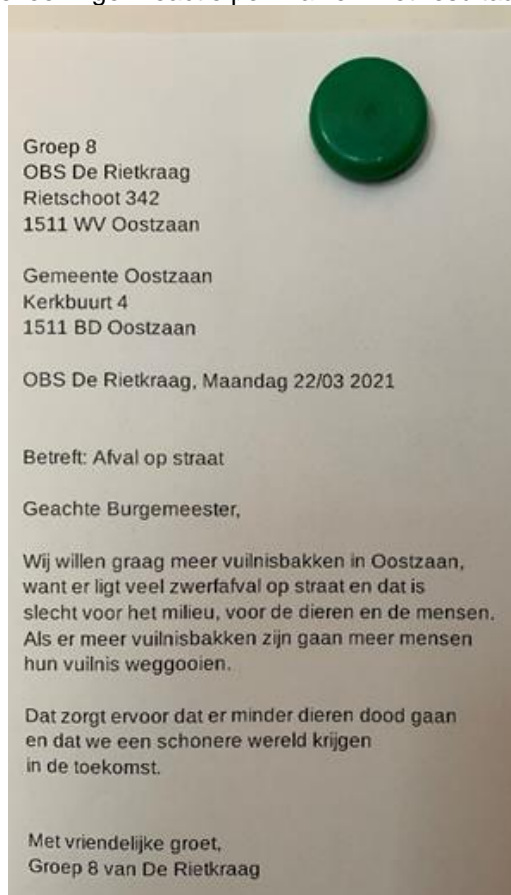 Groep 8
OBS De Rietkraag
Rietschoot 342
1511 WV Oostzaan
Gemeente Oostzaan
Kerkbuurt 4
1511 BD Oostzaan
OBS De Rietkraag, Maandag 22/03 2021
Betreft: Afval op straat
Geachte Burgemeester,
Wij willen graag meer vuilnisbakken in Oostzaan,
want er ligt veel zwerfafval op straat en dat is
slecht voor het milieu, voor de dieren en de mensen.
Als er meer vuilnisbakken zijn gaan meer mensen
hun vuilnis weggooien.
Dat zorgt ervoor dat er minder dieren dood gaan
en dat we een schonere wereld krijgen
in de toekomst.
Met vriendelijke groet,
Groep 8 van De Rietkraag